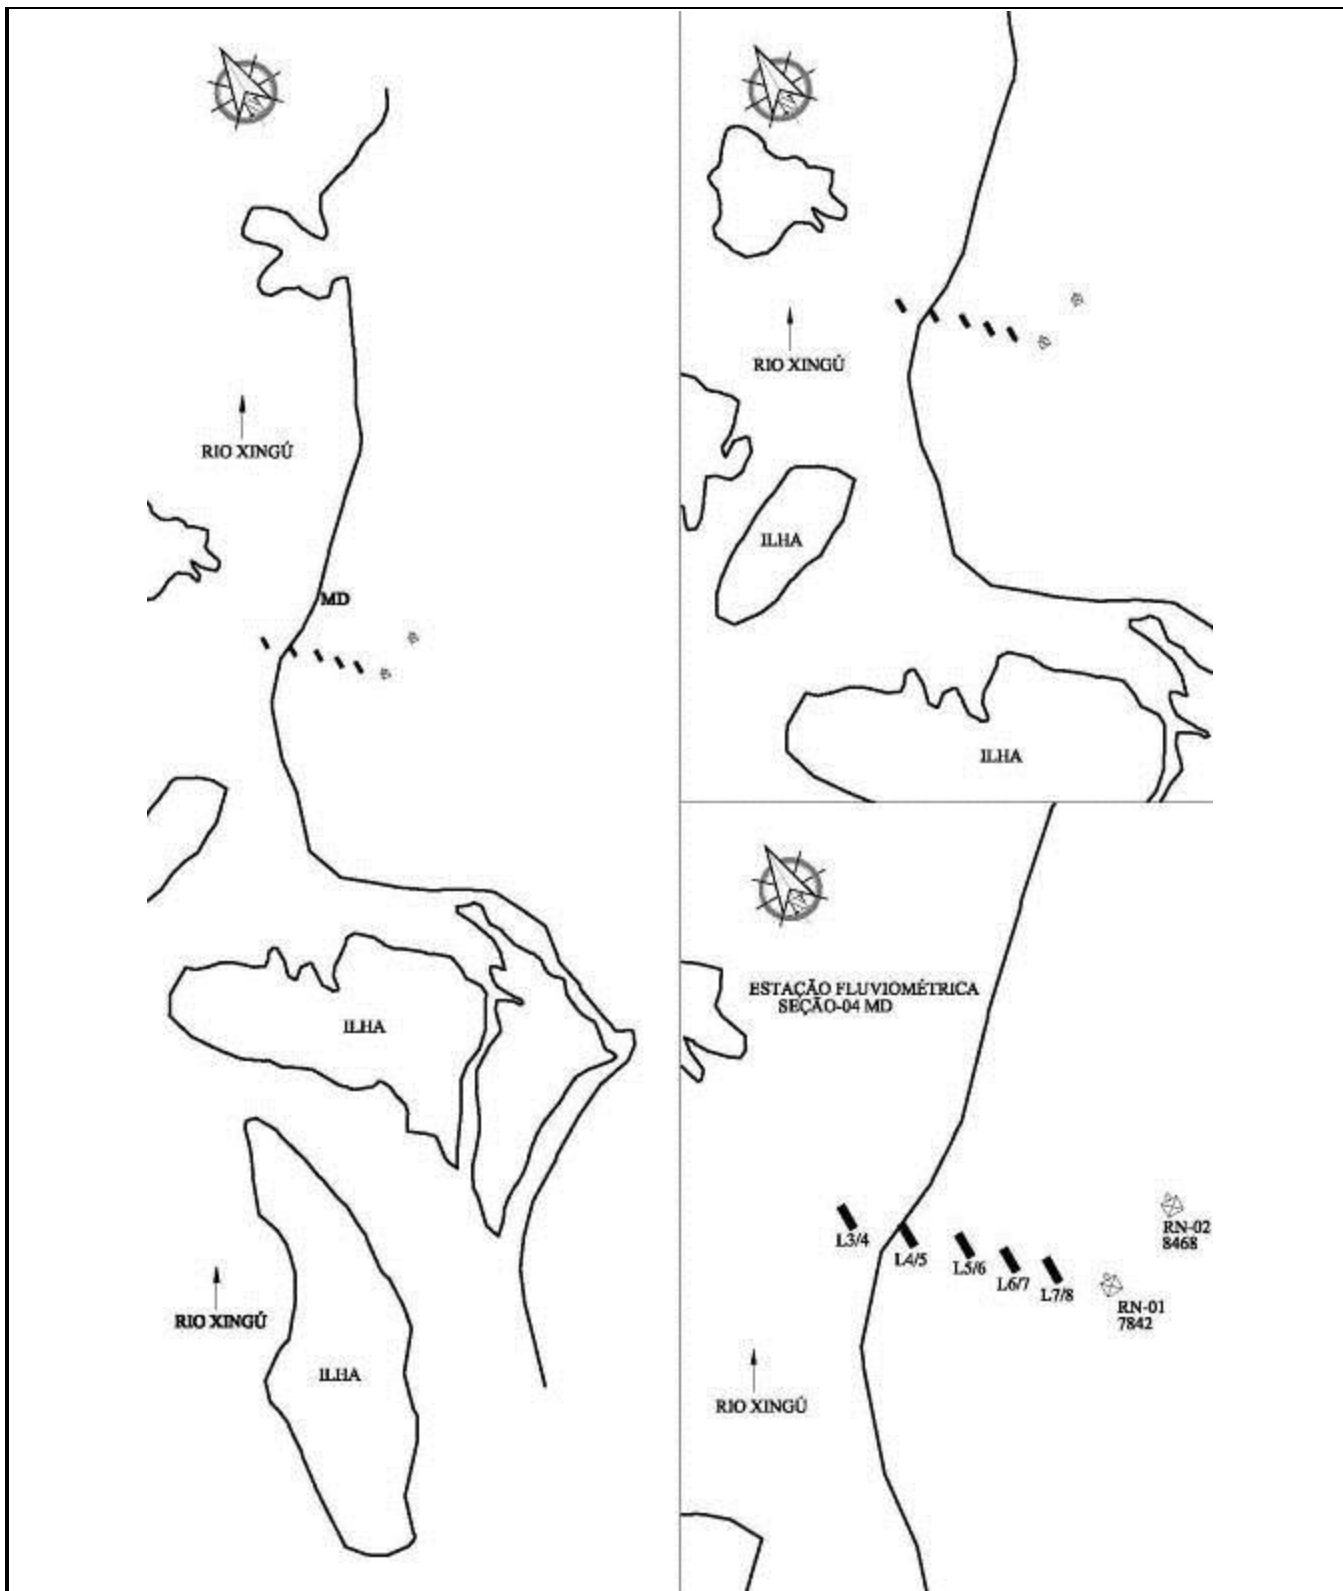 RIO XINGÚ
MD
ILHA
RIO XINGÚ
ILHA
RIO XINGÚ
ILHA
ILHA
ESTAÇÃO FLUVIOMÉTRICA
SEÇÃO-04 MD
L3/4
L4/5
L5/6
L6/7
L7/8
RN-02
8468
RN-01
7842
RIO XINGÚ